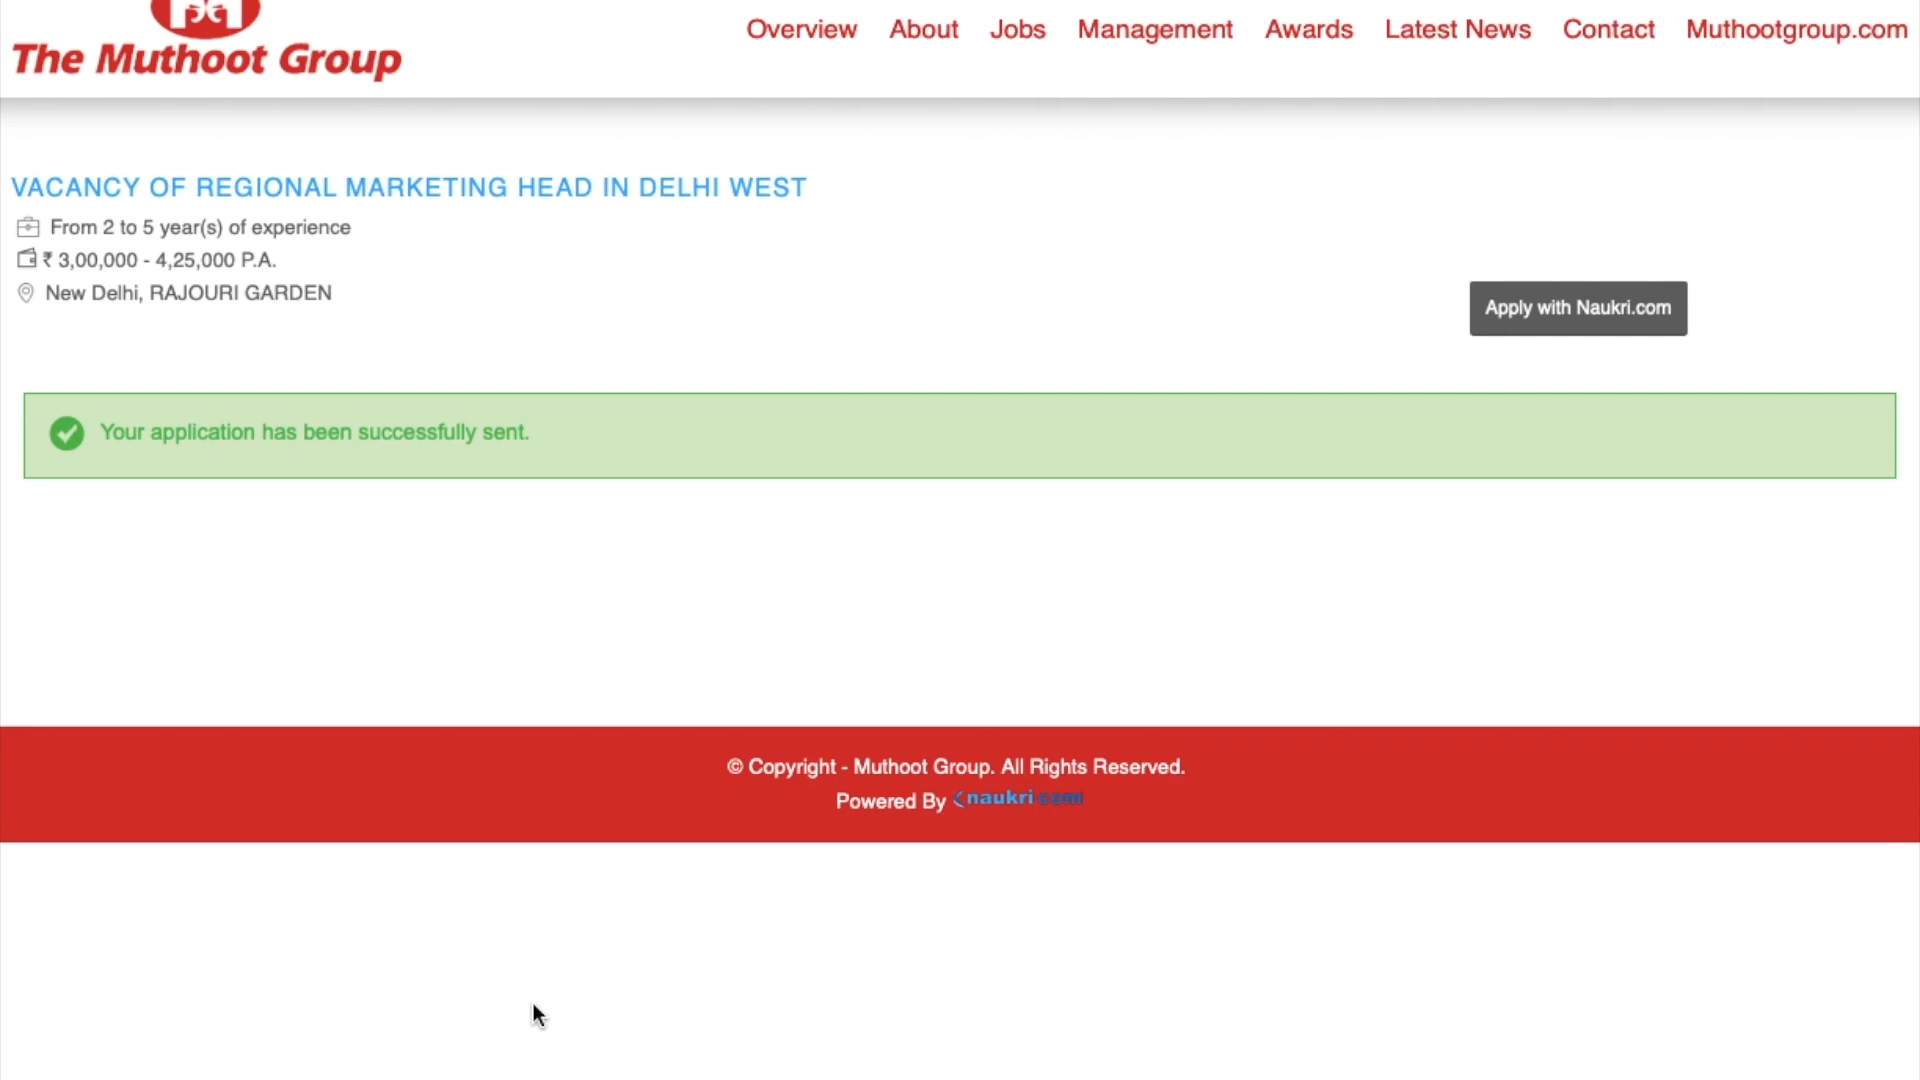 The Muthoot Group
Overview About Jobs Management Awards Latest News Contact Muthootgroup.com
VACANCY OF REGIONAL MARKETING HEAD IN DELHI WEST
From 2 to 5 year(s) of experience
₹ 3,00,000 - 4,25,000 P.A.
New Delhi, RAJOURI GARDEN
Apply with Naukri.com
Your application has been successfully sent.
© Copyright - Muthoot Group. All Rights Reserved.
Powered By naukri.com